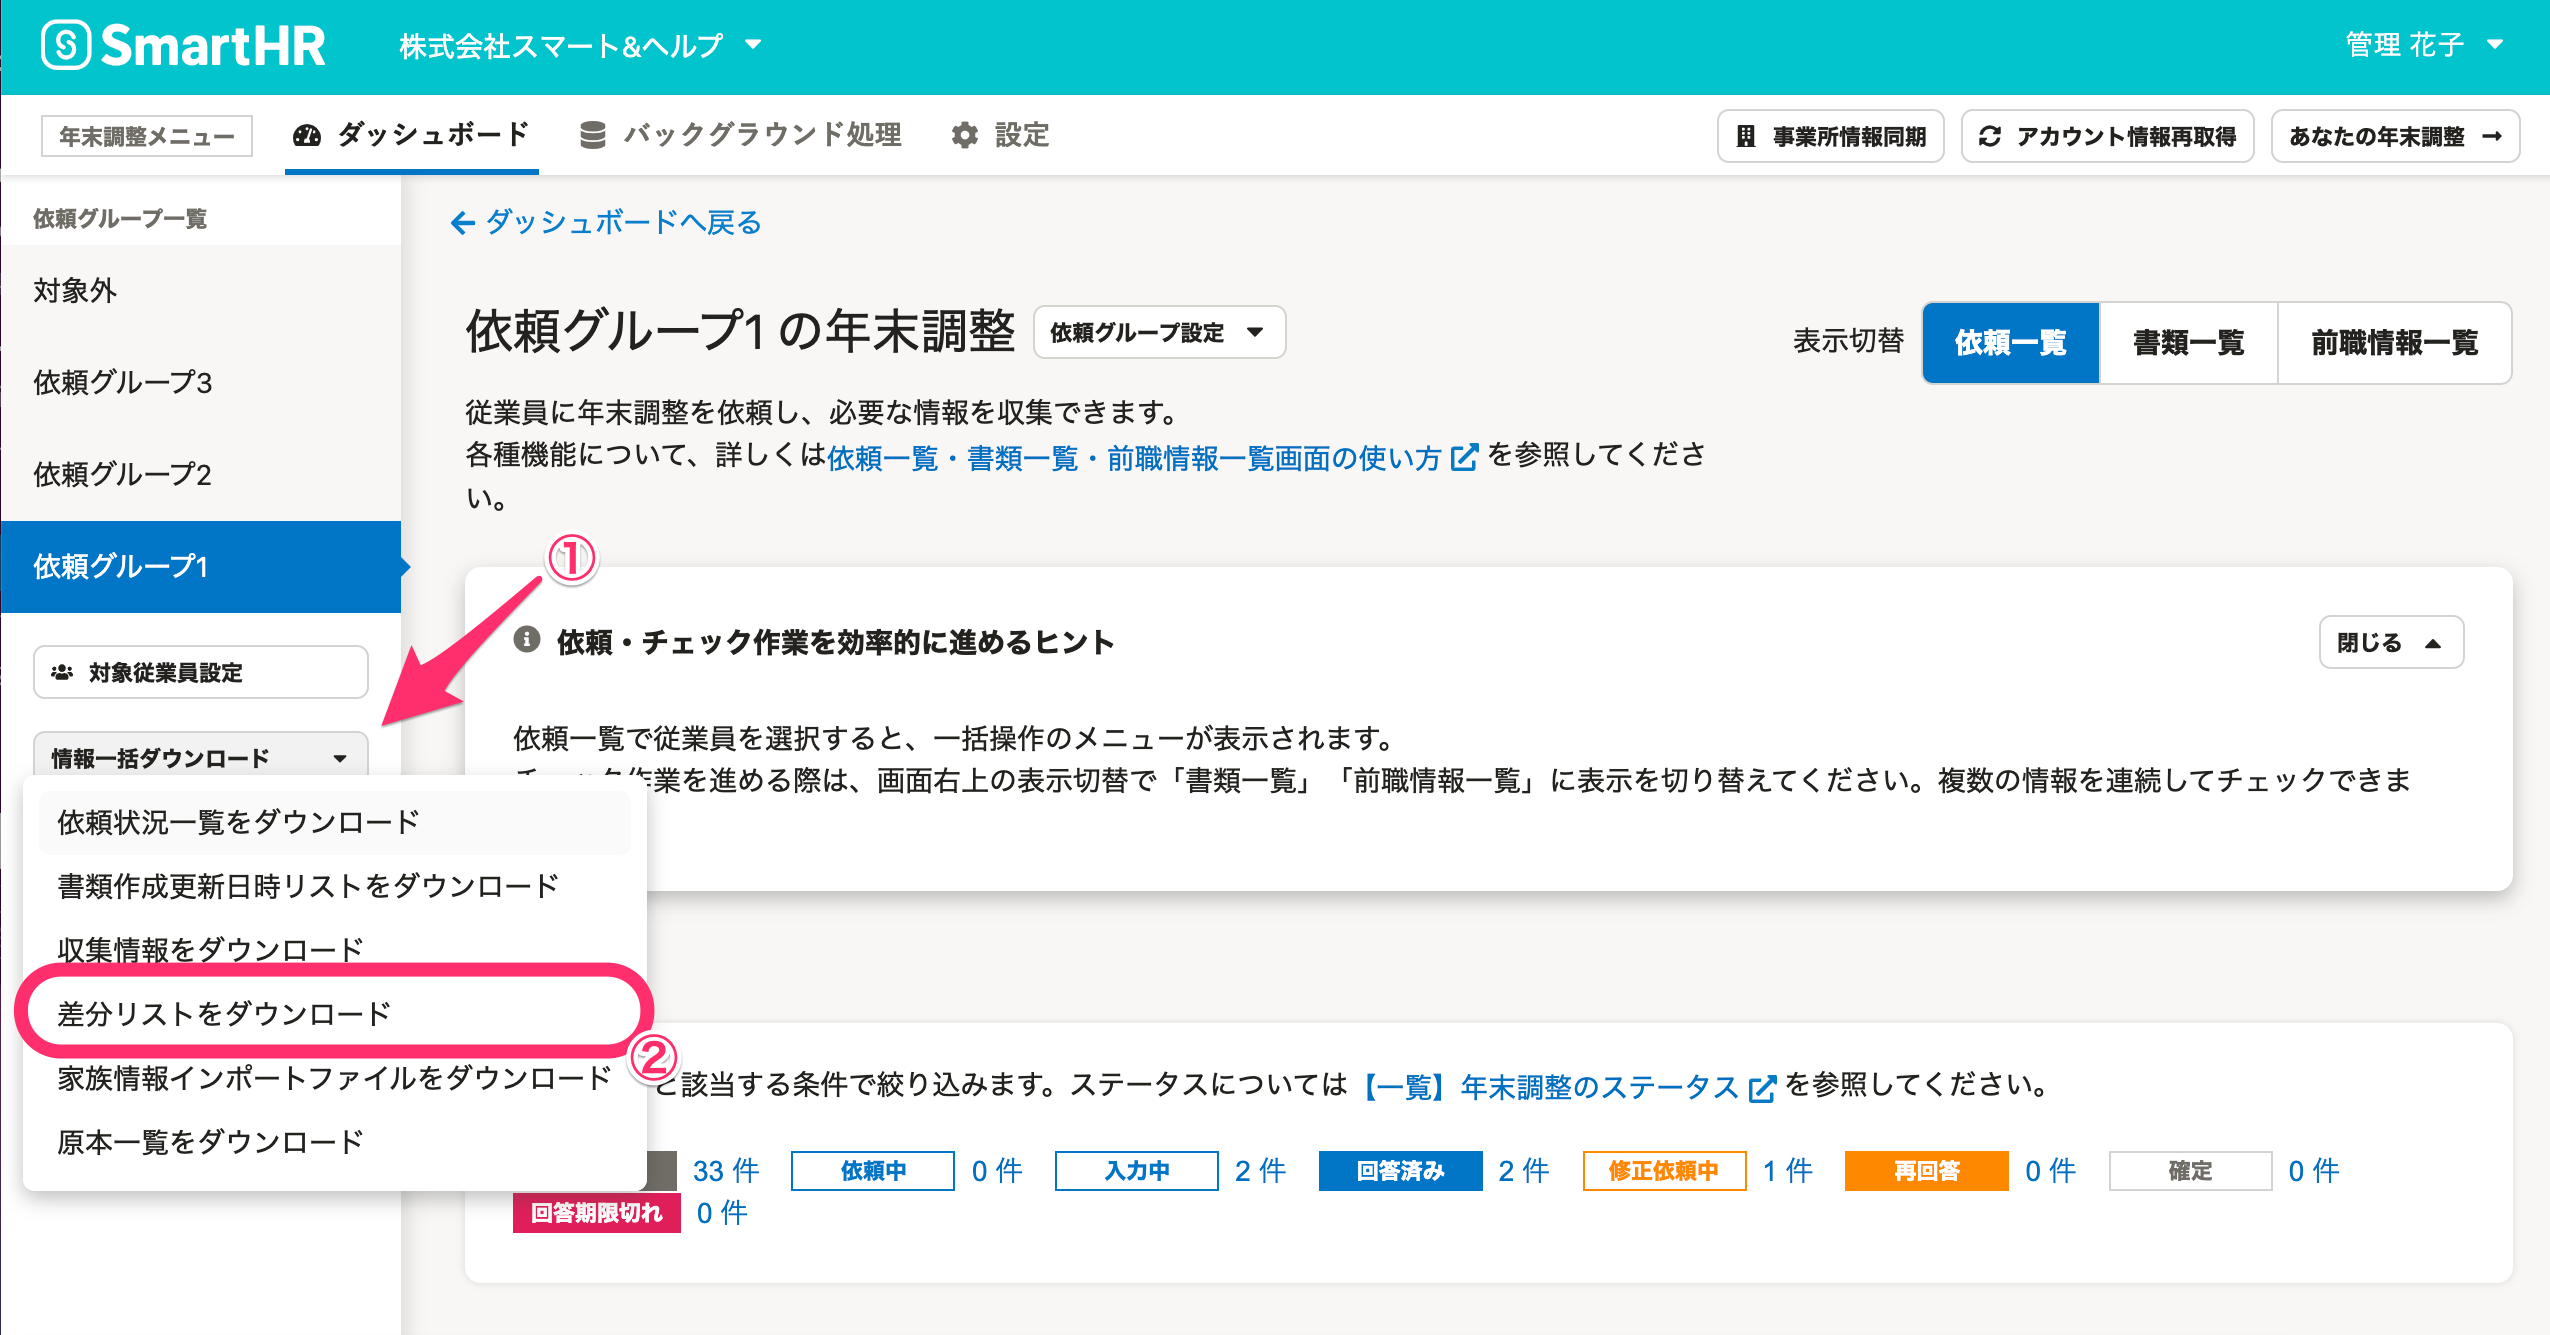 SmartHR
株式会社スマート&ヘルプ
管理 花子
年末調整メニュー
ダッシュボード
バックグラウンド処理
設定
事業所情報同期
アカウント情報再取得
あなたの年末調整
依頼グループ一覧
対象外
依頼グループ3
依頼グループ2
依頼グループ1
対象従業員設定
情報一括ダウンロード
依頼状況一覧をダウンロード
書類作成更新日時リストをダウンロード
収集情報をダウンロード
差分リストをダウンロード
家族情報インポートファイルをダウンロード
原本一覧をダウンロード
①
②
ダッシュボードへ戻る
依頼グループ1 の年末調整
依頼グループ設定
表示切替
依頼一覧
書類一覧
前職情報一覧
従業員に年末調整を依頼し、必要な情報を収集できます。
各種機能について、詳しくは依頼一覧・書類一覧・前職情報一覧画面の使い方を参照してくださ
い。
依頼・チェック作業を効率的に進めるヒント
閉じる
依頼一覧で従業員を選択すると、一括操作のメニューが表示されます。
チェック作業を進める際は、画面右上の表示切替で「書類一覧」「前職情報一覧」に表示を切り替えてください。複数の情報を連続してチェックできま
と該当する条件で絞り込みます。ステータスについては【一覧】年末調整のステータスを参照してください。
33 件
依頼中 0 件
入力中 2 件
回答済み 2 件
修正依頼中 1 件
再回答 0 件
確定 0 件
回答期限切れ 0 件